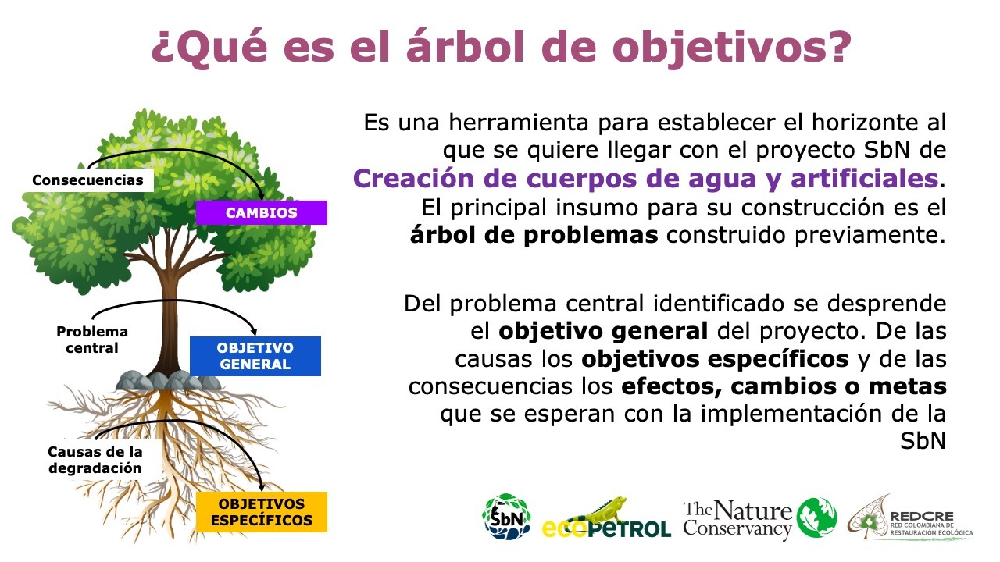 ¿Qué es el árbol de objetivos?
Es una herramienta para establecer el horizonte al
que se quiere llegar con el proyecto SbN de
Creación de cuerpos de agua y artificiales.
El principal insumo para su construcción es el
árbol de problemas construido previamente.
Del problema central identificado se desprende
el objetivo general del proyecto. De las
causas los objetivos específicos y de las
consecuencias los efectos, cambios o metas
que se esperan con la implementación de la
SbN
Consecuencias
CAMBIOS
Problema
central
OBJETIVO
GENERAL
Causas de la
degradación
OBJETIVOS
ESPECÍFICOS
SbN
ecoPETROL
The Nature
Conservancy
REDCRE
RED COLOMBIANA DE
RESTAURACIÓN ECOLÓGICA